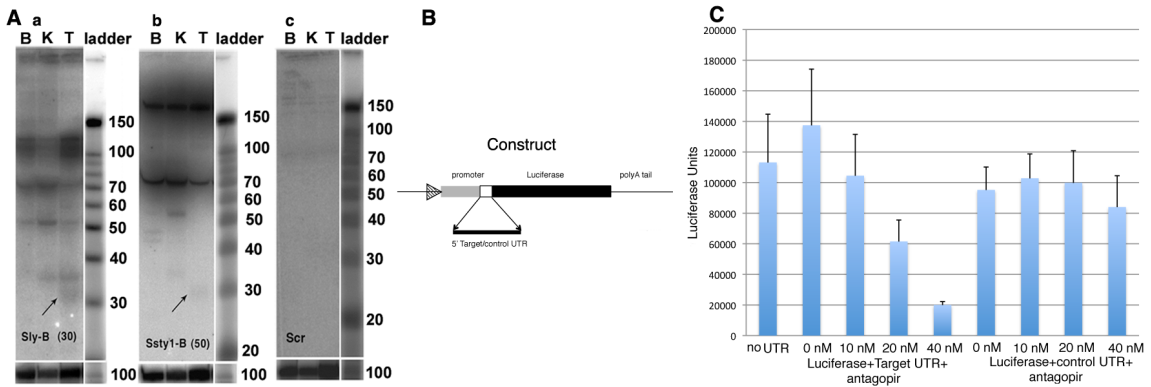 A
a
B K T ladder
150
100
70
60
50
40
30
Sly-B (30)
b
B K T ladder
150
100
70
60
50
40
30
20
Ssty1-B (50)
100
c
B K T ladder
150
100
70
60
50
40
30
20
Scr
100
B
Construct
promoter
Luciferase
polyA tail
5' Target/control UTR
C
Luciferase Units
200000
180000
160000
140000
120000
100000
80000
60000
40000
20000
0
no UTR
0 nM
10 nM
20 nM
40 nM
Luciferase+Target UTR+
antagopir
0 nM
10 nM
20 nM
40 nM
Luciferase+control UTR+
antagopir